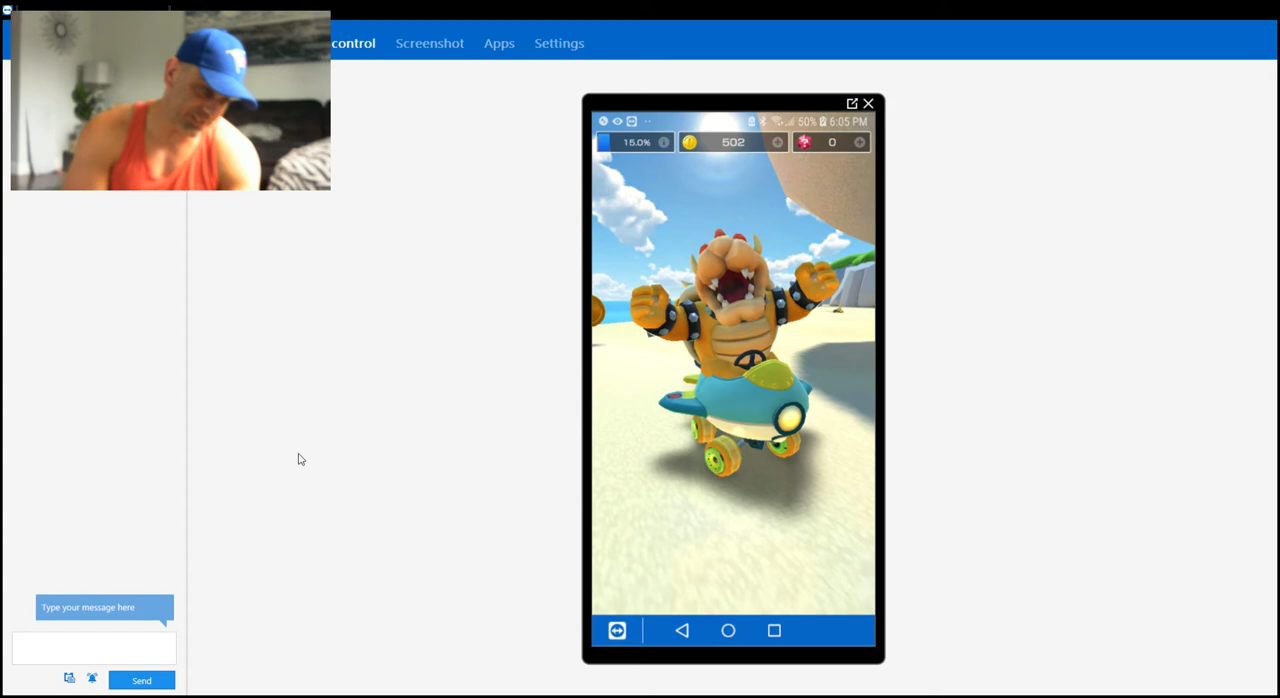 control Screenshot Apps Settings
50% 6:05 PM
15.0% 502 0
Type your message here
Send